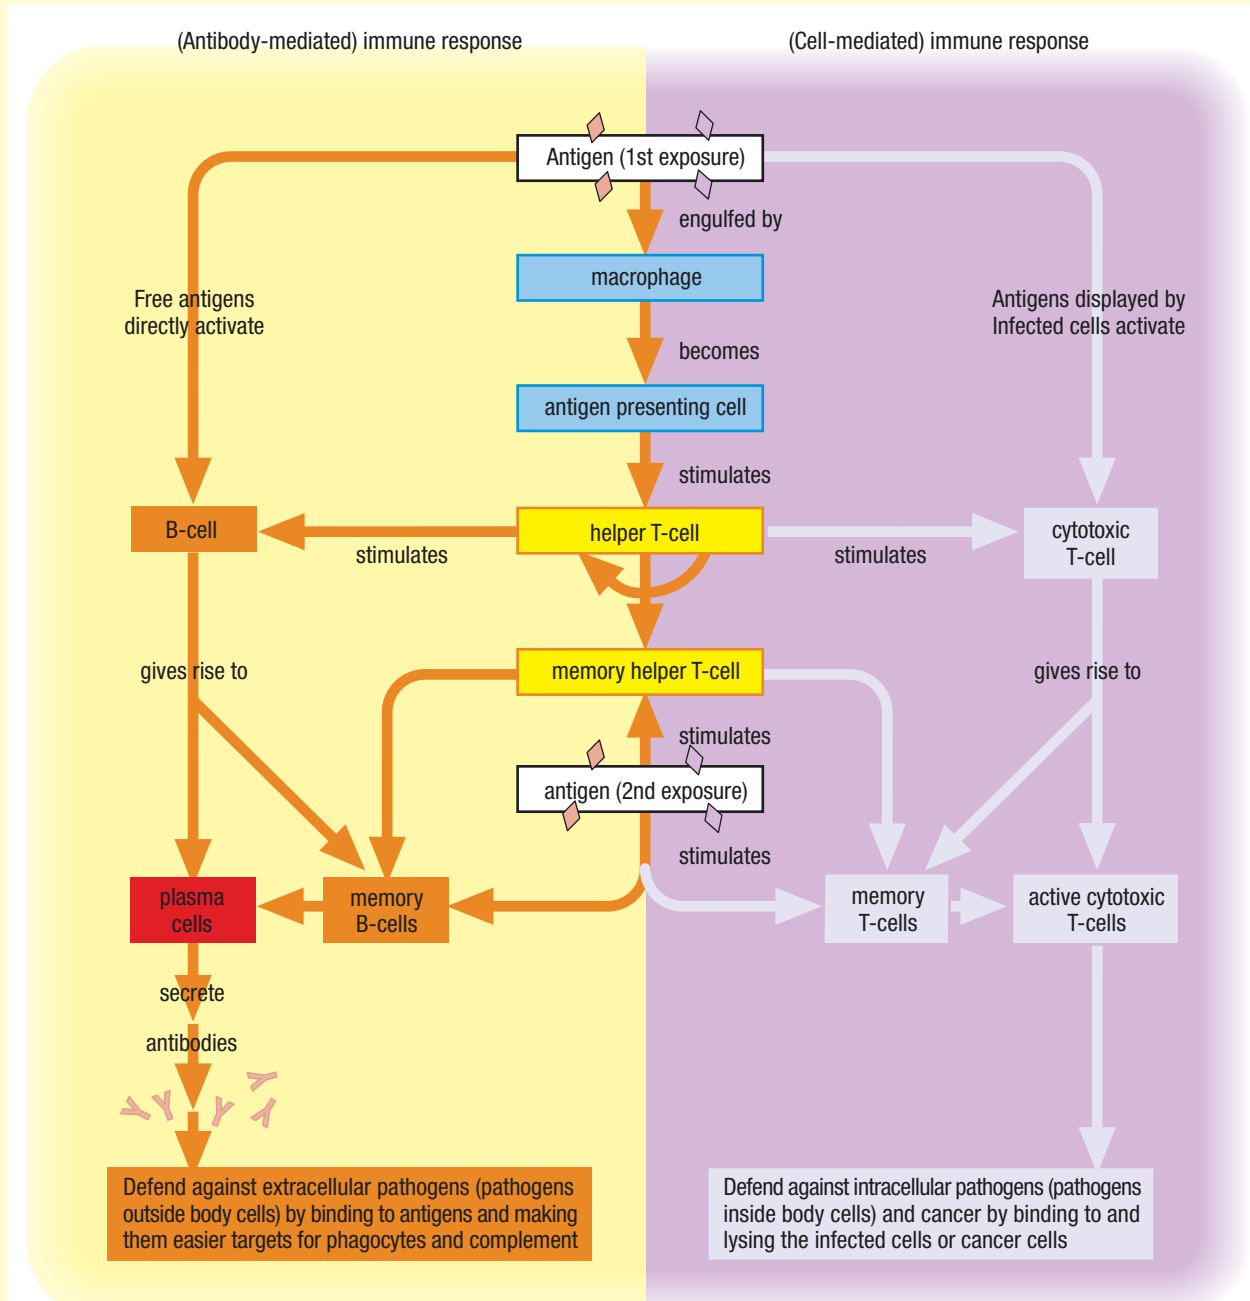 (Antibody-mediated) immune response
(Cell-mediated) immune response
Antigen (1st exposure)
engulfed by
macrophage
Free antigens
directly activate
Antigens displayed by
Infected cells activate
becomes
antigen presenting cell
stimulates
B-cell
stimulates
helper T-cell
stimulates
cytotoxic
T-cell
gives rise to
memory helper T-cell
gives rise to
stimulates
antigen (2nd exposure)
stimulates
plasma
cells
memory
B-cells
memory
T-cells
active cytotoxic
T-cells
secrete
antibodies
Defend against extracellular pathogens (pathogens
outside body cells) by binding to antigens and making
them easier targets for phagocytes and complement
Defend against intracellular pathogens (pathogens
inside body cells) and cancer by binding to and
lysing the infected cells or cancer cells